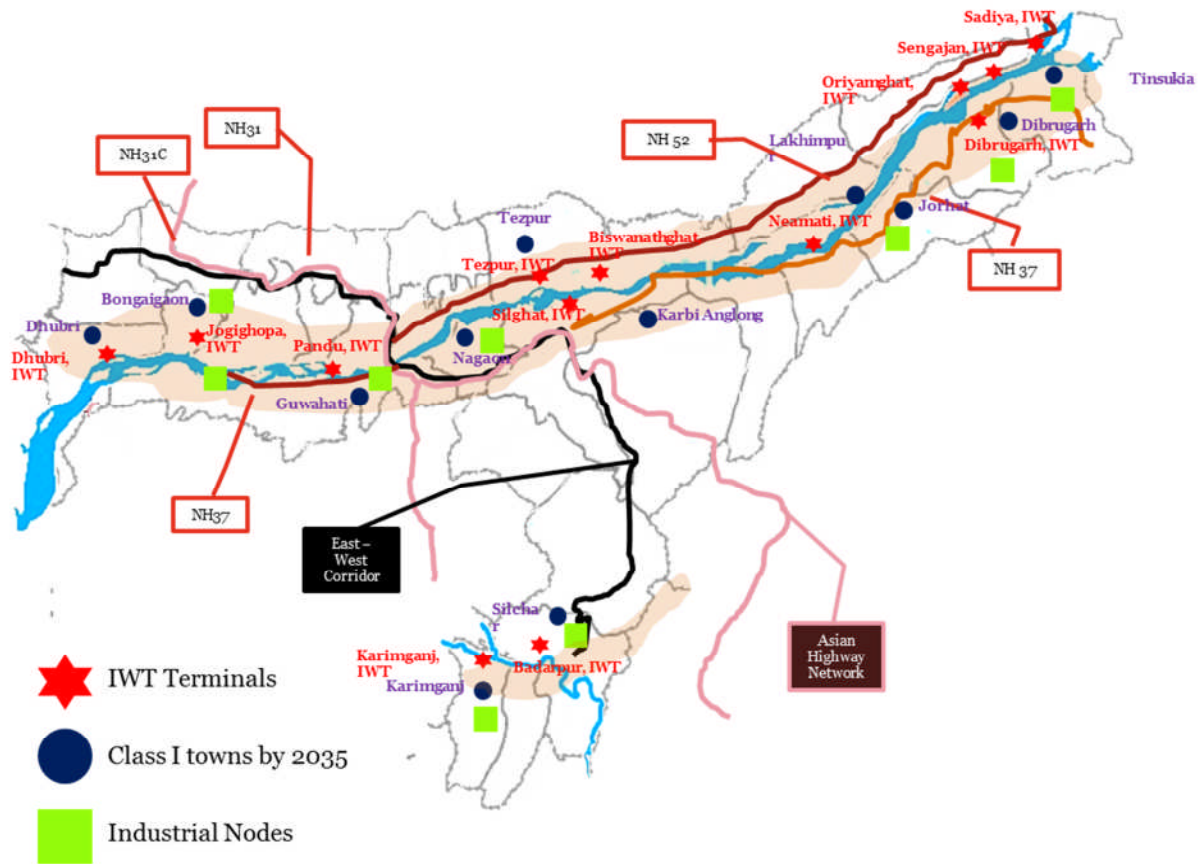 Sadiya, IWT
Sengajan, IWT
Oriyamghat,
IWT
Tinsukia
NH31
NH 52
Lakhimpu
r
Dibrugarh
Dibrugarh, IWT
NH31C
Tezpur
Biswanathghat
IWT
Neamati, IWT
Jorhat
Tezpur, IWT
NH 37
Bongaigaon
Dhubri
Jogighopa,
IWT
Pandu, IWT
Silghat, IWT
Karbi Anglong
Nagaon
Dhubri,
IWT
Guwahati
NH37
East –
West
Corridor
Silcha
r
Asian
Highway
Network
Karimganj,
IWT
Badarpur, IWT
Karimganj
IWT Terminals
Class I towns by 2035
Industrial Nodes